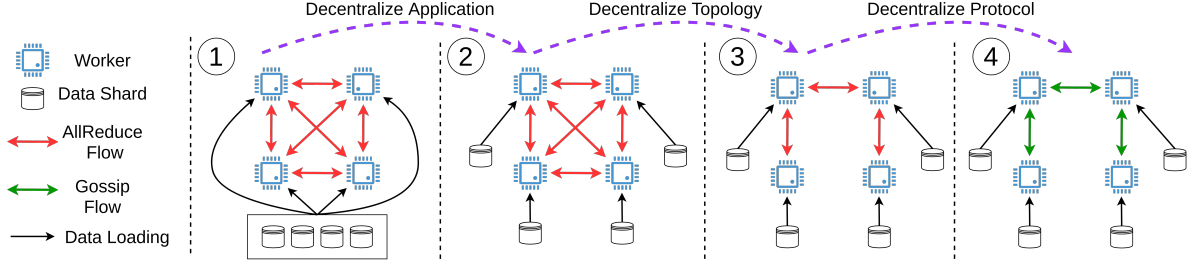 Decentralize Application
Decentralize Topology
Decentralize Protocol
1
2
3
4
Worker
Data Shard
AllReduce
Flow
Gossip
Flow
Data Loading